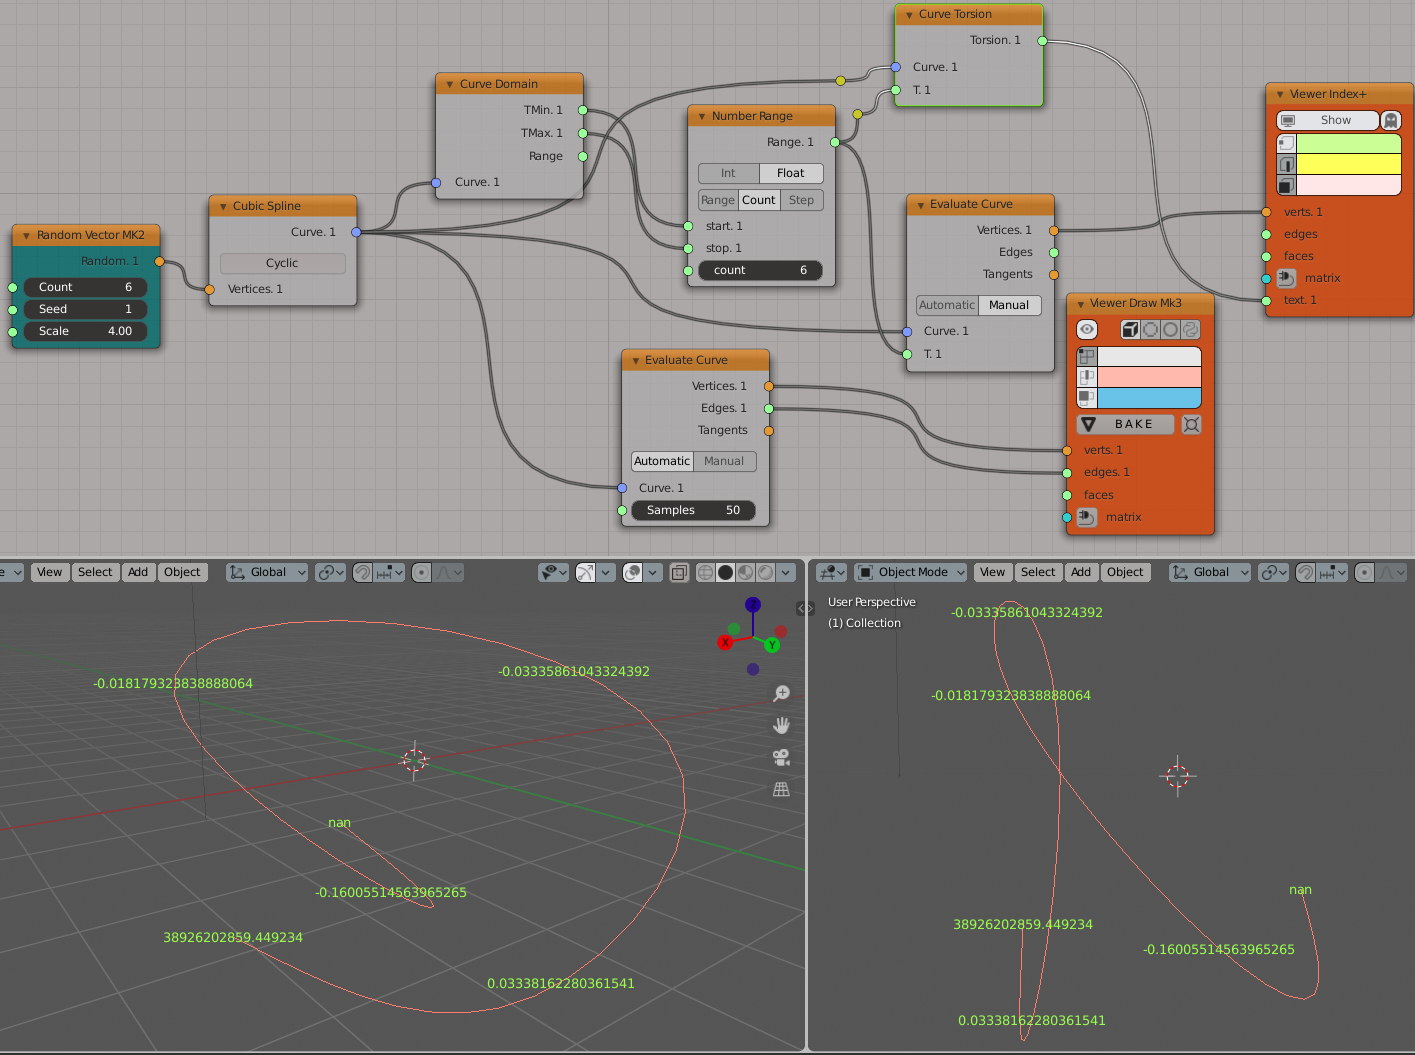 Curve Torsion
Torsion. 1
Curve. 1
T. 1
Curve Domain
TMin. 1
TMax. 1
Range
Curve. 1
Number Range
Range. 1
Int
Float
Range
Count
Step
start. 1
stop. 1
count 6
Viewer Index+
Show
verts. 1
edges
faces
matrix
text. 1
Random Vector MK2
Random. 1
Count 6
Seed 1
Scale 4.00
Cubic Spline
Curve. 1
Cyclic
Vertices. 1
Evaluate Curve
Vertices. 1
Edges
Tangents
Automatic
Manual
Curve. 1
T. 1
Viewer Draw Mk3
BAKE
verts. 1
edges. 1
faces
matrix
Evaluate Curve
Vertices. 1
Edges. 1
Tangents
Automatic
Manual
Curve. 1
Samples 50
e
View
Select
Add
Object
Global
Z
X
Y
-0.03335861043324392
-0.018179323838888064
nan
-0.16005514563965265
38926202859.449234
0.03338162280361541
Object Mode
View
Select
Add
Object
Global
User Perspective
(1) Collection
-0.03335861043324392
-0.018179323838888064
nan
38926202859.449234
-0.16005514563965265
0.03338162280361541